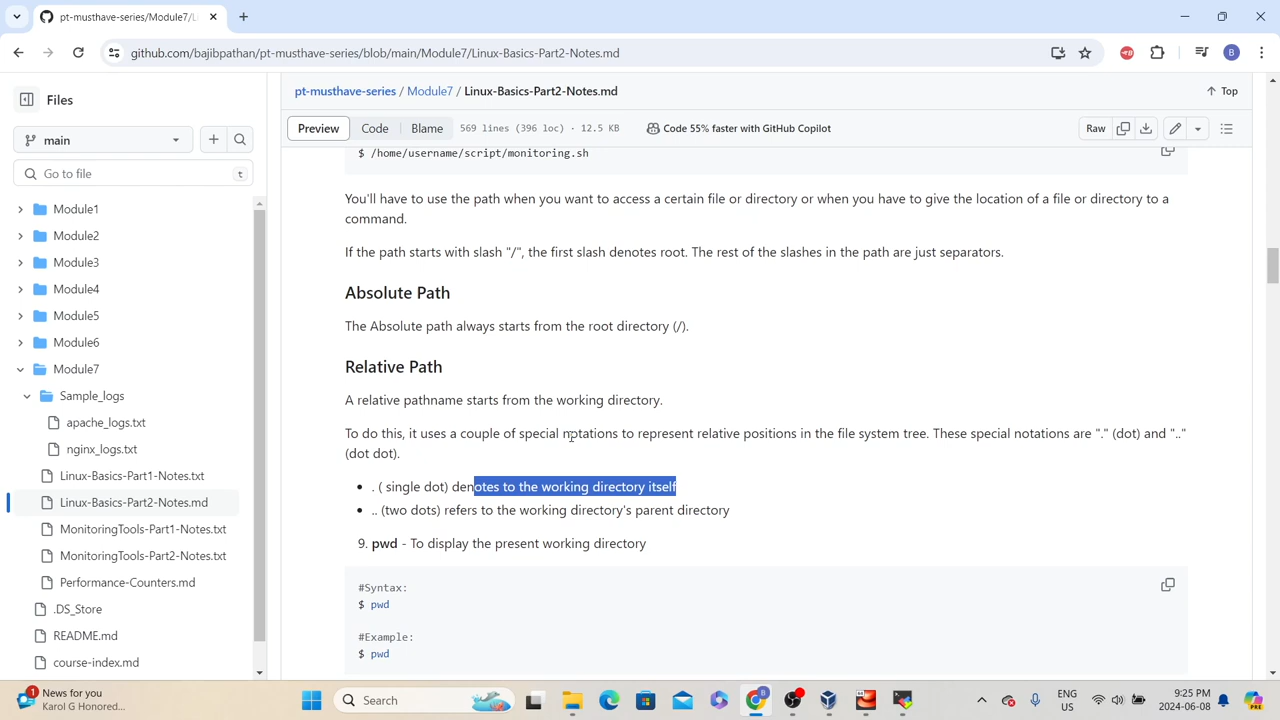 pt-musthave-series/Module7/Li
github.com/bajibpathan/pt-musthave-series/blob/main/Module7/Linux-Basics-Part2-Notes.md
B
Files
pt-musthave-series / Module7 / Linux-Basics-Part2-Notes.md
Top
Preview
Code
Blame
569 lines (396 loc) · 12.5 KB
Code 55% faster with GitHub Copilot
Raw
main
Go to file
t
Module1
Module2
Module3
Module4
Module5
Module6
Module7
Sample_logs
apache_logs.txt
nginx_logs.txt
Linux-Basics-Part1-Notes.txt
Linux-Basics-Part2-Notes.md
MonitoringTools-Part1-Notes.txt
MonitoringTools-Part2-Notes.txt
Performance-Counters.md
.DS_Store
README.md
course-index.md
$ /home/username/script/monitoring.sh
You'll have to use the path when you want to access a certain file or directory or when you have to give the location of a file or directory to a
command.
If the path starts with slash "/", the first slash denotes root. The rest of the slashes in the path are just separators.
Absolute Path
The Absolute path always starts from the root directory (/).
Relative Path
A relative pathname starts from the working directory.
To do this, it uses a couple of special notations to represent relative positions in the file system tree. These special notations are "." (dot) and ".."
(dot dot).
• . ( single dot) denotes to the working directory itself
• .. (two dots) refers to the working directory's parent directory
9. pwd - To display the present working directory
#Syntax:
$ pwd
#Example:
$ pwd
1
News for you
Karol G Honored...
Search
B
ENG
US
9:25 PM
2024-06-08
PRE